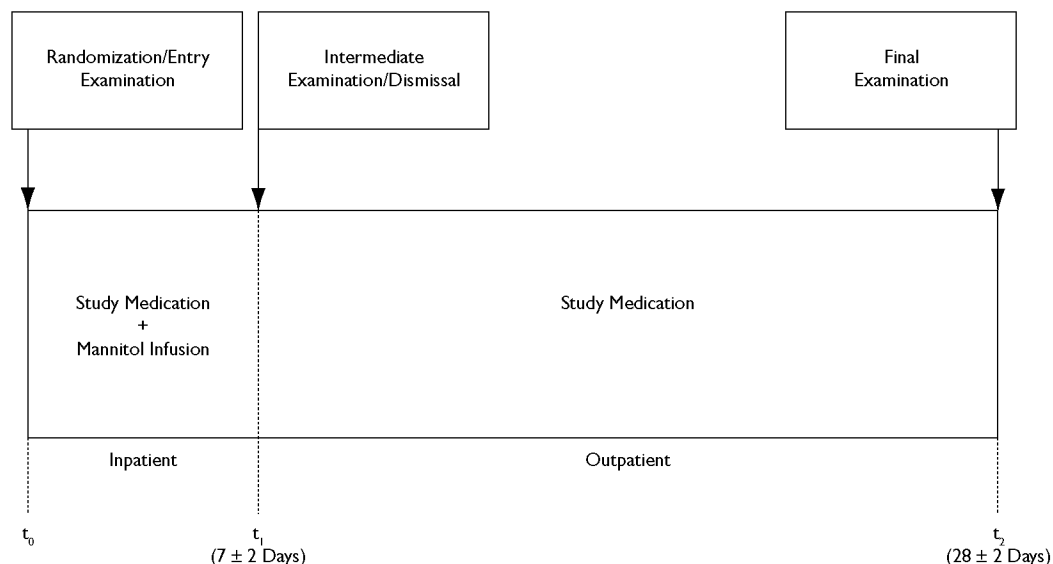 Randomization/Entry
Examination
Intermediate
Examination/Dismissal
Final
Examination
Study Medication
+
Mannitol Infusion
Study Medication
Inpatient
Outpatient
t₀
t₁
(7 ± 2 Days)
t₂
(28 ± 2 Days)